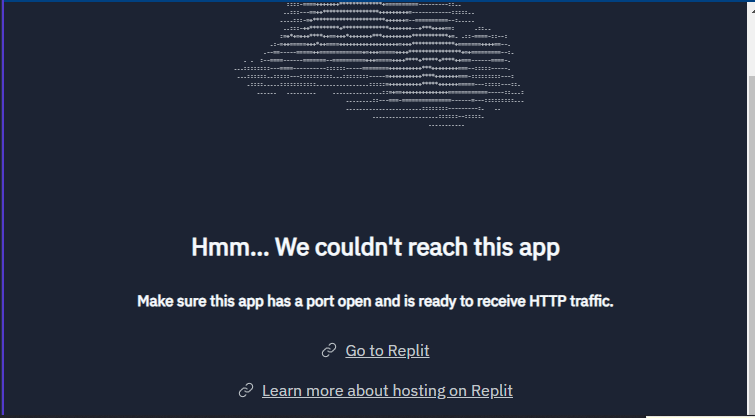 Hmm... We couldn't reach this app
Make sure this app has a port open and is ready to receive HTTP traffic.
Go to Replit
Learn more about hosting on Replit